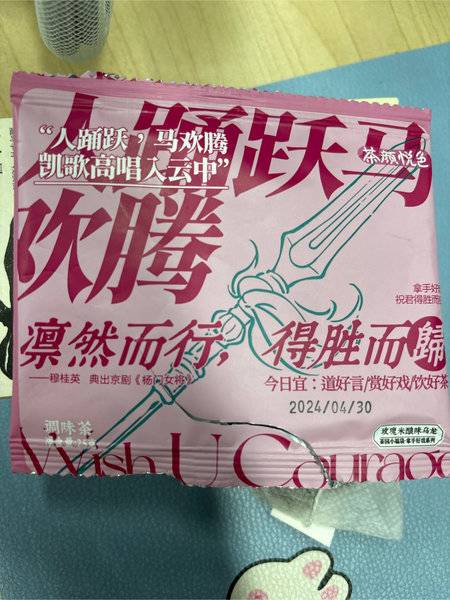 人踊跃马
欢腾
“人踊跃，马欢腾
凯歌高唱入云中”
茶颜悦色
拿手好
祝君得胜而
凛然而行，得胜而歸
——穆桂英 典出京剧《杨门女将》
今日宜：道好言/赏好戏/饮好茶
2024/04/30
调味茶
玫瑰米酿味乌龙
Wish U Courage